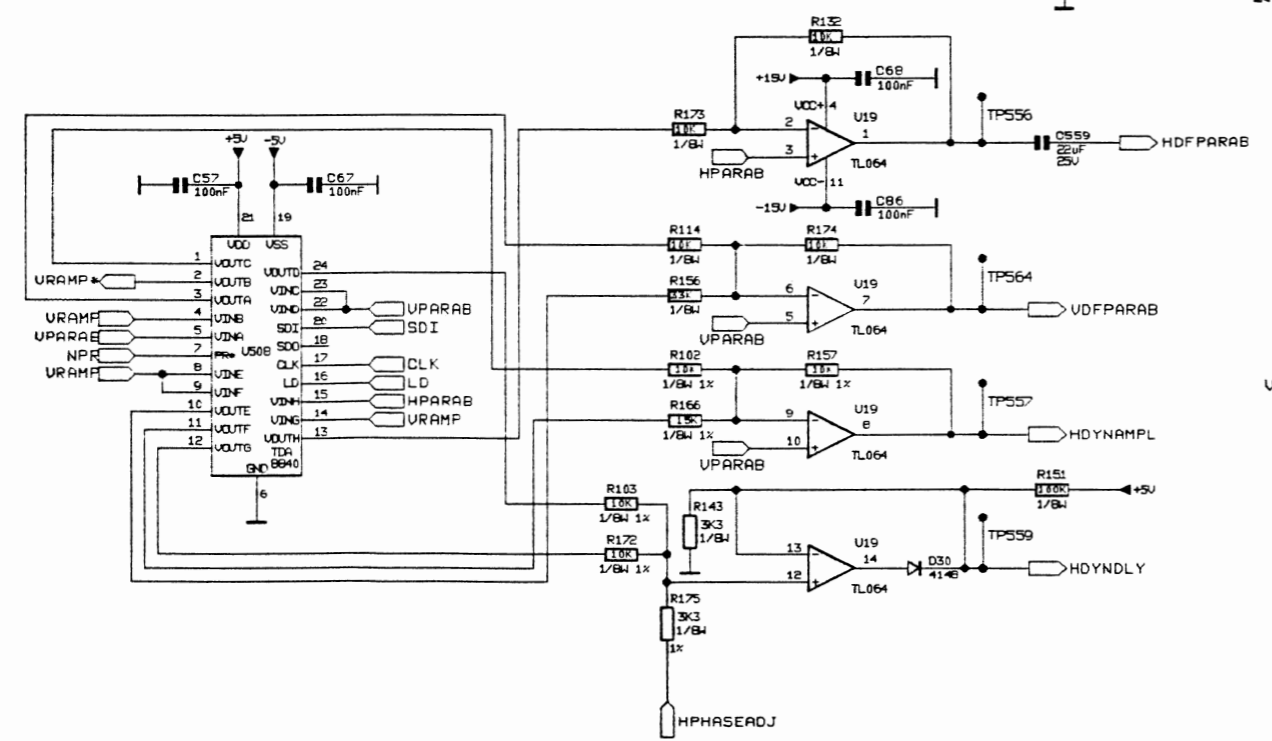 R132
10K
1/8W
+15V
C68
100nF
VCC+ 4
R173
10K
1/8W
U19
2
1
3
TL064
HPARAB
TP556
C559
22uF
25V
HDFPARAB
VCC- 11
-15V
C86
100nF
+5V
-5V
C57
100nF
C67
100nF
21
19
VDD
VSS
1
VOUTC
VRAMP*
2
VOUTB
3
VOUTA
VRAMP
4
VINB
VPARAB
5
VINA
NPR
7
PR*
VRAMP
8
VINE
9
VINF
10
VOUTE
11
VOUTF
12
VOUTG
U508
VOUTD
24
VINC
23
VIND
22
VPARAB
SDI
20
SDI
SDO
18
CLK
17
CLK
LD
16
LD
VINH
15
HPARAB
VING
14
VRAMP
VOUTH
13
TDA
8840
GND
6
R114
10K
1/8W
R174
10K
1/8W
R156
33K
1/8W
U19
6
7
5
TL064
VPARAB
TP564
VDFPARAB
R102
10K
1/8W 1%
R157
10K
1/8W 1%
R166
15K
1/8W 1%
U19
9
8
10
TL064
VPARAB
TP557
HDYNAMPL
R103
10K
1/8W 1%
R172
10K
1/8W 1%
R143
3K3
1/8W
R151
100K
1/8W
+5V
U19
13
14
12
TL064
D30
4148
TP559
HDYNDLY
R175
3K3
1/8W
1%
HPHASEADJ